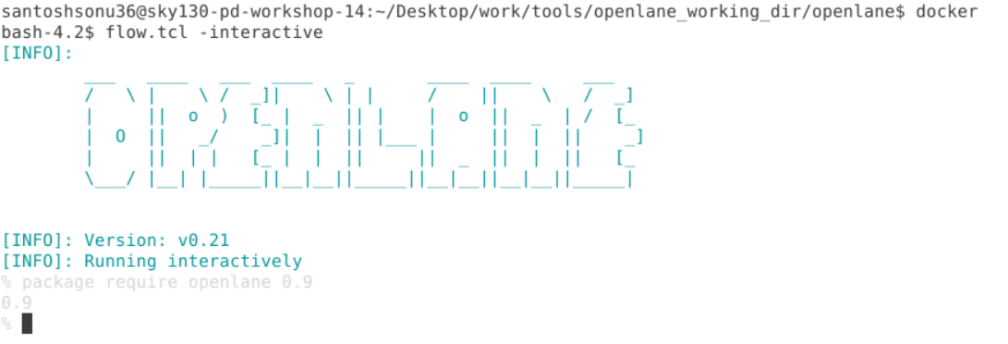 santoshsonu36@sky130-pd-workshop-14:~/Desktop/work/tools/openlane_working_dir/openlane$ docker
bash-4.2$ flow.tcl -interactive
[INFO]:
OPENLANE
[INFO]: Version: v0.21
[INFO]: Running interactively
% package require openlane 0.9
0.9
%